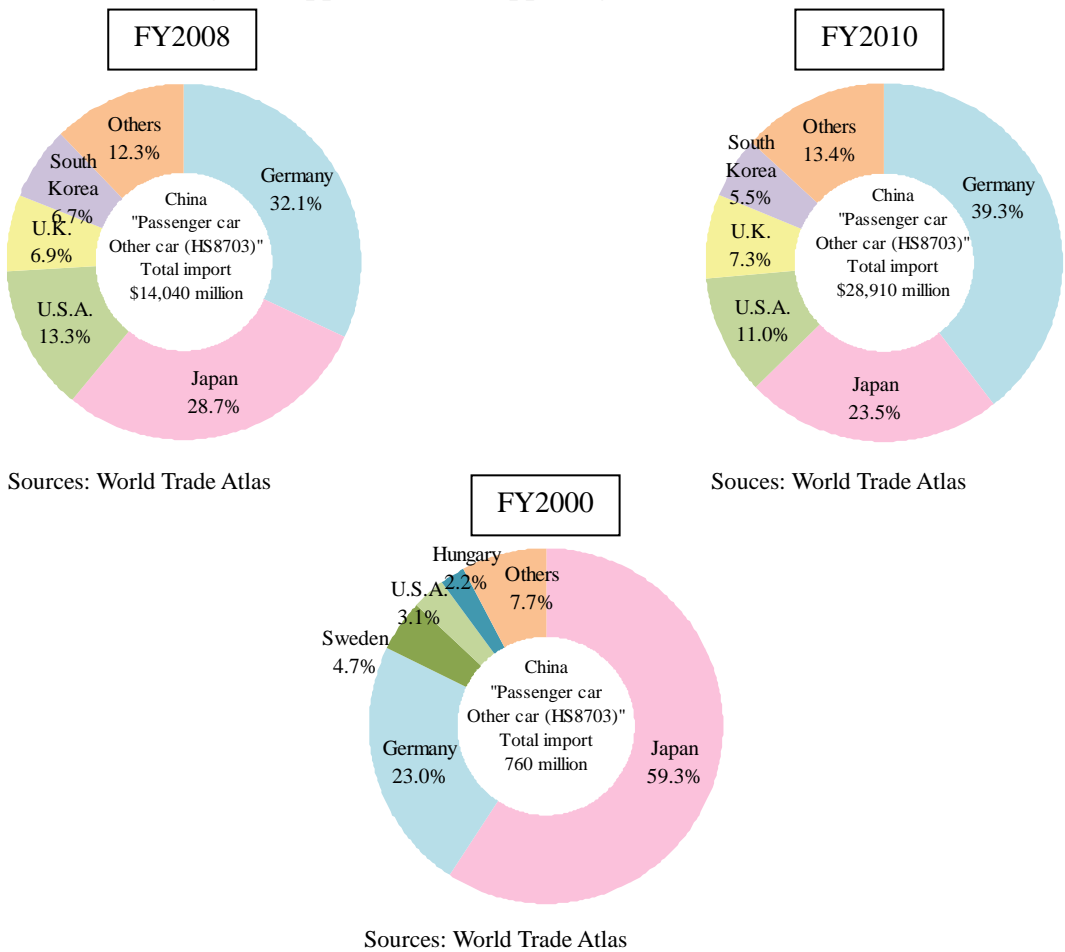 FY2008
Others
12.3%
South
Korea
6.7%
U.K.
6.9%
U.S.A.
13.3%
Japan
28.7%
Germany
32.1%
China
"Passenger car
Other car (HS8703)"
Total import
$14,040 million
Sources: World Trade Atlas
FY2010
Others
13.4%
South
Korea
5.5%
U.K.
7.3%
U.S.A.
11.0%
Japan
23.5%
Germany
39.3%
China
"Passenger car
Other car (HS8703)"
Total import
$28,910 million
Souces: World Trade Atlas
FY2000
Hungary
2.2%
Others
7.7%
U.S.A.
3.1%
Sweden
4.7%
Germany
23.0%
Japan
59.3%
China
"Passenger car
Other car (HS8703)"
Total import
760 million
Sources: World Trade Atlas